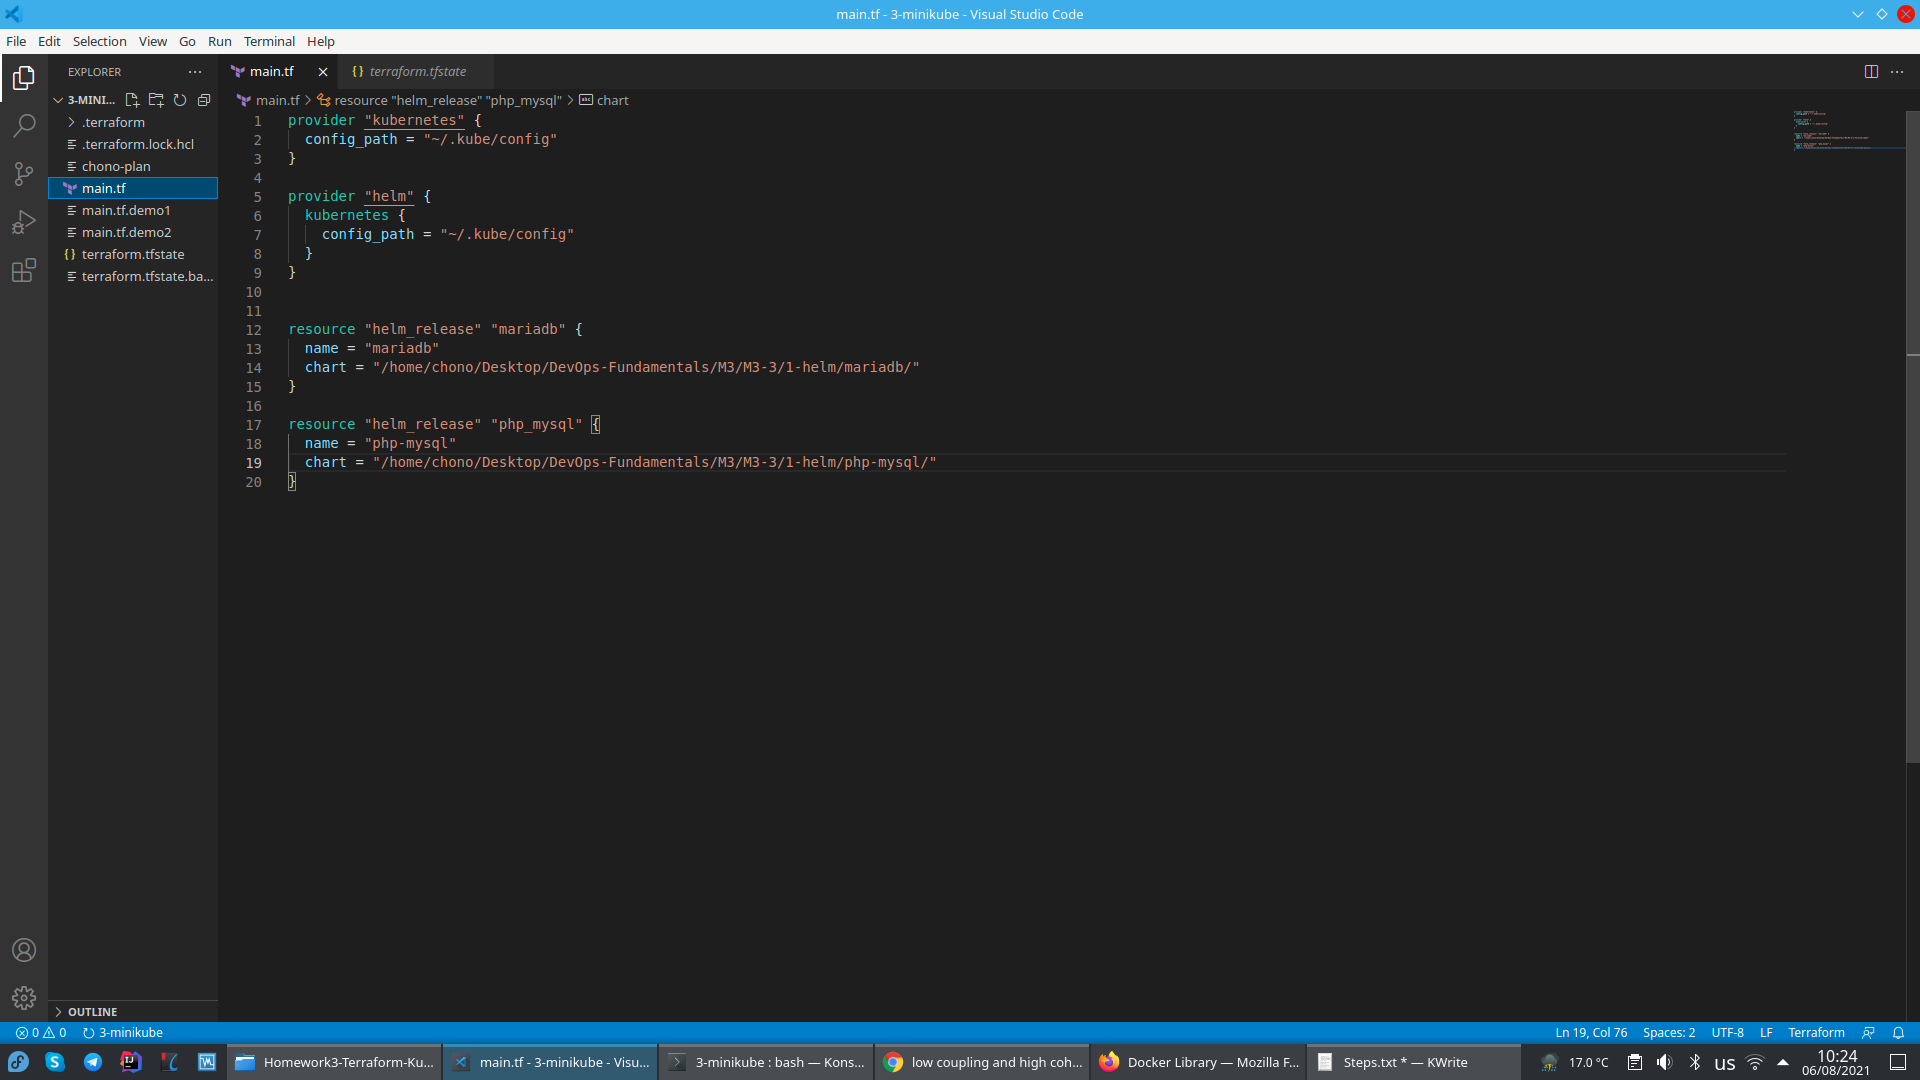 main.tf - 3-minikube - Visual Studio Code
File Edit Selection View Go Run Terminal Help
EXPLORER
main.tf
terraform.tfstate
3-MINI...
main.tf > resource "helm_release" "php_mysql" > chart
.terraform
.terraform.lock.hcl
chono-plan
main.tf
main.tf.demo1
main.tf.demo2
terraform.tfstate
terraform.tfstate.ba...
1 provider "kubernetes" {
2   config_path = "~/.kube/config"
3 }
4
5 provider "helm" {
6   kubernetes {
7     config_path = "~/.kube/config"
8   }
9 }
10
11
12 resource "helm_release" "mariadb" {
13   name = "mariadb"
14   chart = "/home/chono/Desktop/DevOps-Fundamentals/M3/M3-3/1-helm/mariadb/"
15 }
16
17 resource "helm_release" "php_mysql" {
18   name = "php-mysql"
19   chart = "/home/chono/Desktop/DevOps-Fundamentals/M3/M3-3/1-helm/php-mysql/"
20 }
OUTLINE
0 0 3-minikube
Ln 19, Col 76 Spaces: 2 UTF-8 LF Terraform
Homework3-Terraform-Ku...
main.tf - 3-minikube - Visu...
3-minikube : bash — Kons...
low coupling and high coh...
Docker Library — Mozilla F...
Steps.txt * — KWrite
17.0 °C
us
10:24
06/08/2021